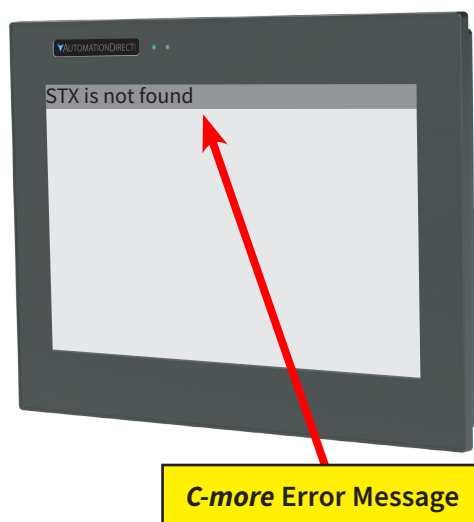 AUTOMATIONDIRECT
STX is not found
C-more Error Message